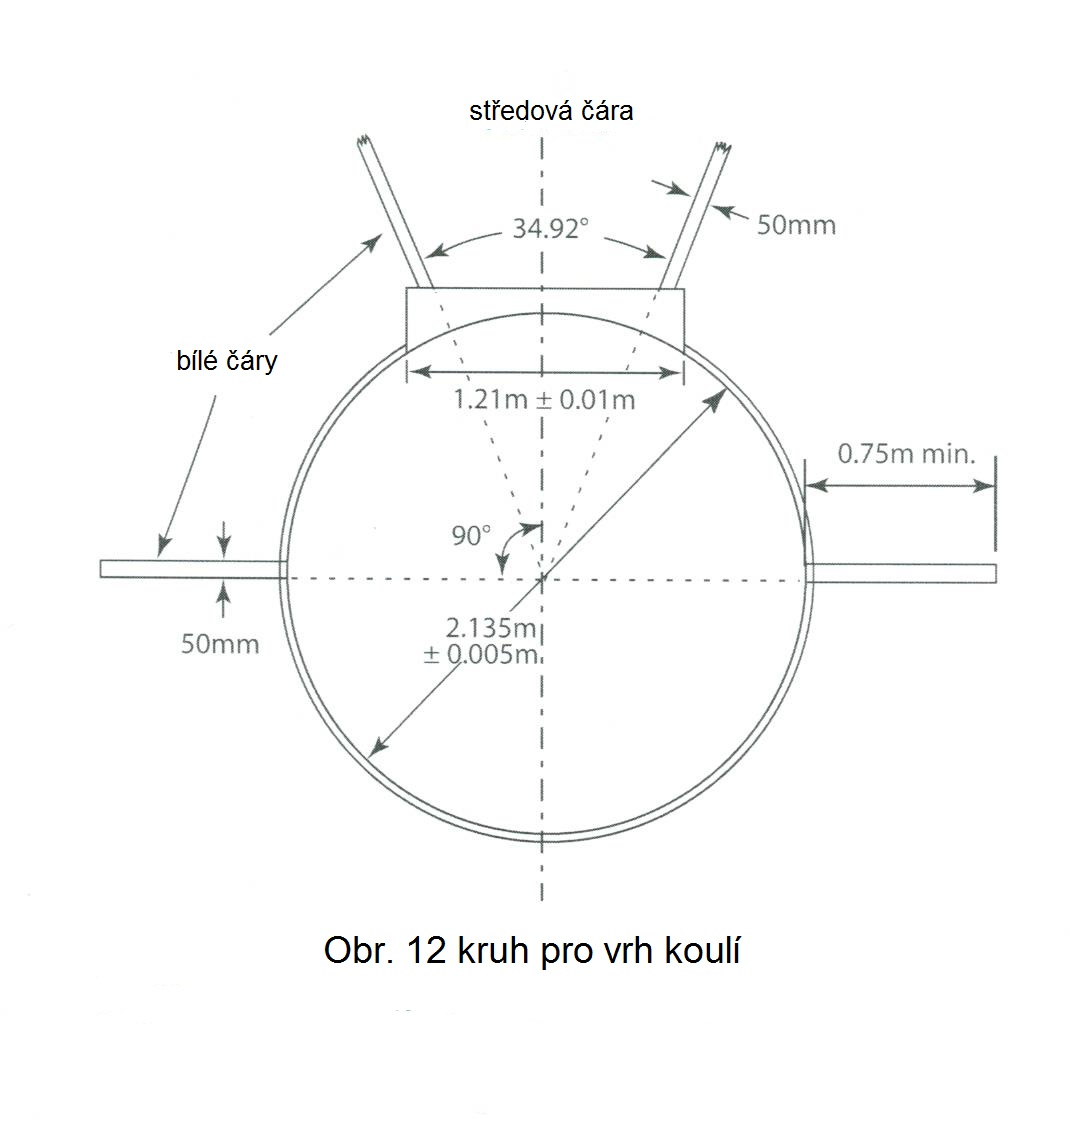 středová čára
34.92°
50mm
bílé čáry
1.21m ± 0.01m
0.75m min.
90°
50mm
2.135m
± 0.005m
Obr. 12 kruh pro vrh koulí